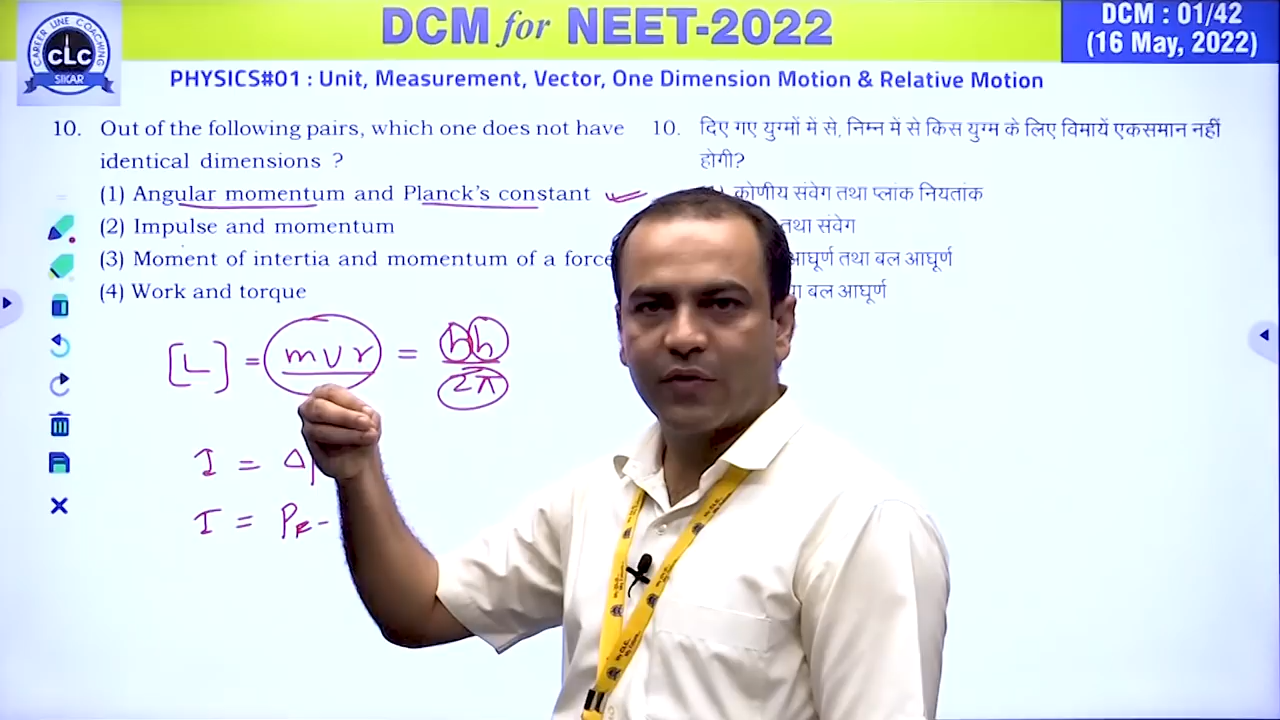 CAREER LINE COACHING
CLC
SIKAR
DCM for NEET-2022
DCM : 01/42
(16 May, 2022)
PHYSICS#01 : Unit, Measurement, Vector, One Dimension Motion & Relative Motion
10. Out of the following pairs, which one does not have
identical dimensions ?
(1) Angular momentum and Planck's constant
(2) Impulse and momentum
(3) Moment of inertia and momentum of a force
(4) Work and torque
10. दिए गए युग्मों में से, निम्न में से किस युग्म के लिए विमायें एकसमान नहीं
होगी?
कोणीय संवेग तथा प्लांक नियतांक
तथा संवेग
आघूर्ण तथा बल आघूर्ण
बल आघूर्ण
[L] = mvr = nh/2π
I = Δ
I = P